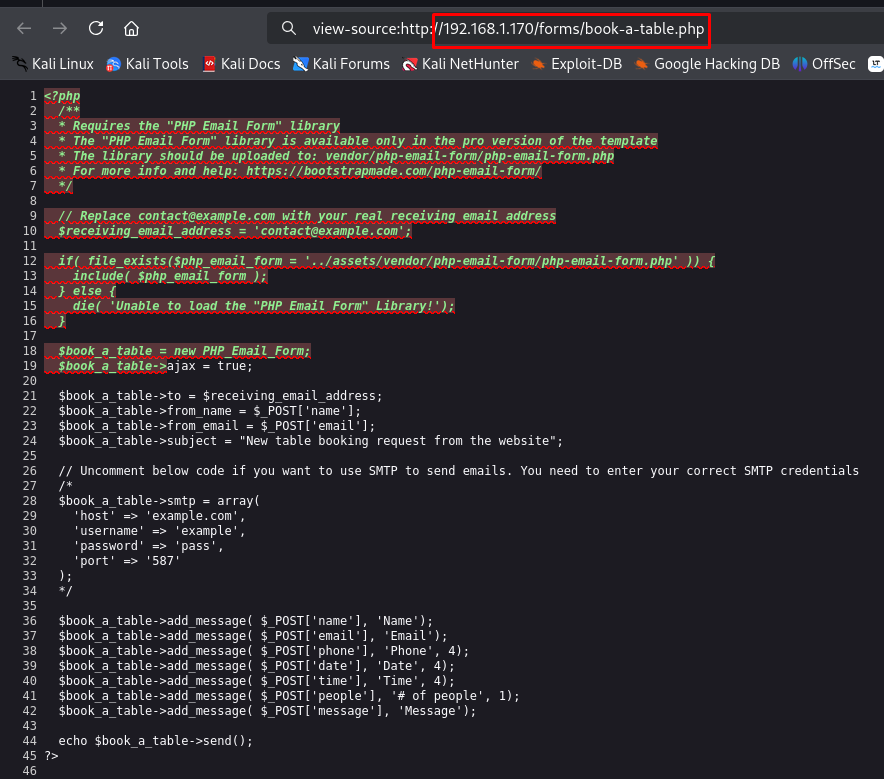 view-source:http://192.168.1.170/forms/book-a-table.php
Kali Linux Kali Tools Kali Docs Kali Forums Kali NetHunter Exploit-DB Google Hacking DB OffSec LT
1 <?php
2 /**
3 * Requires the "PHP Email Form" library
4 * The "PHP Email Form" library is available only in the pro version of the template
5 * The library should be uploaded to: vendor/php-email-form/php-email-form.php
6 * For more info and help: https://bootstrapmade.com/php-email-form/
7 */
8
9 // Replace contact@example.com with your real receiving email address
10 $receiving_email_address = 'contact@example.com';
11
12 if( file_exists($php_email_form = '../assets/vendor/php-email-form/php-email-form.php' )) {
13 include( $php_email_form );
14 } else {
15 die( 'Unable to load the "PHP Email Form" Library!');
16 }
17
18 $book_a_table = new PHP_Email_Form;
19 $book_a_table->ajax = true;
20
21 $book_a_table->to = $receiving_email_address;
22 $book_a_table->from_name = $_POST['name'];
23 $book_a_table->from_email = $_POST['email'];
24 $book_a_table->subject = "New table booking request from the website";
25
26 // Uncomment below code if you want to use SMTP to send emails. You need to enter your correct SMTP credentials
27 /*
28 $book_a_table->smtp = array(
29 'host' => 'example.com',
30 'username' => 'example',
31 'password' => 'pass',
32 'port' => '587'
33 );
34 */
35
36 $book_a_table->add_message( $_POST['name'], 'Name');
37 $book_a_table->add_message( $_POST['email'], 'Email');
38 $book_a_table->add_message( $_POST['phone'], 'Phone', 4);
39 $book_a_table->add_message( $_POST['date'], 'Date', 4);
40 $book_a_table->add_message( $_POST['time'], 'Time', 4);
41 $book_a_table->add_message( $_POST['people'], '# of people', 1);
42 $book_a_table->add_message( $_POST['message'], 'Message');
43
44 echo $book_a_table->send();
45 ?>
46